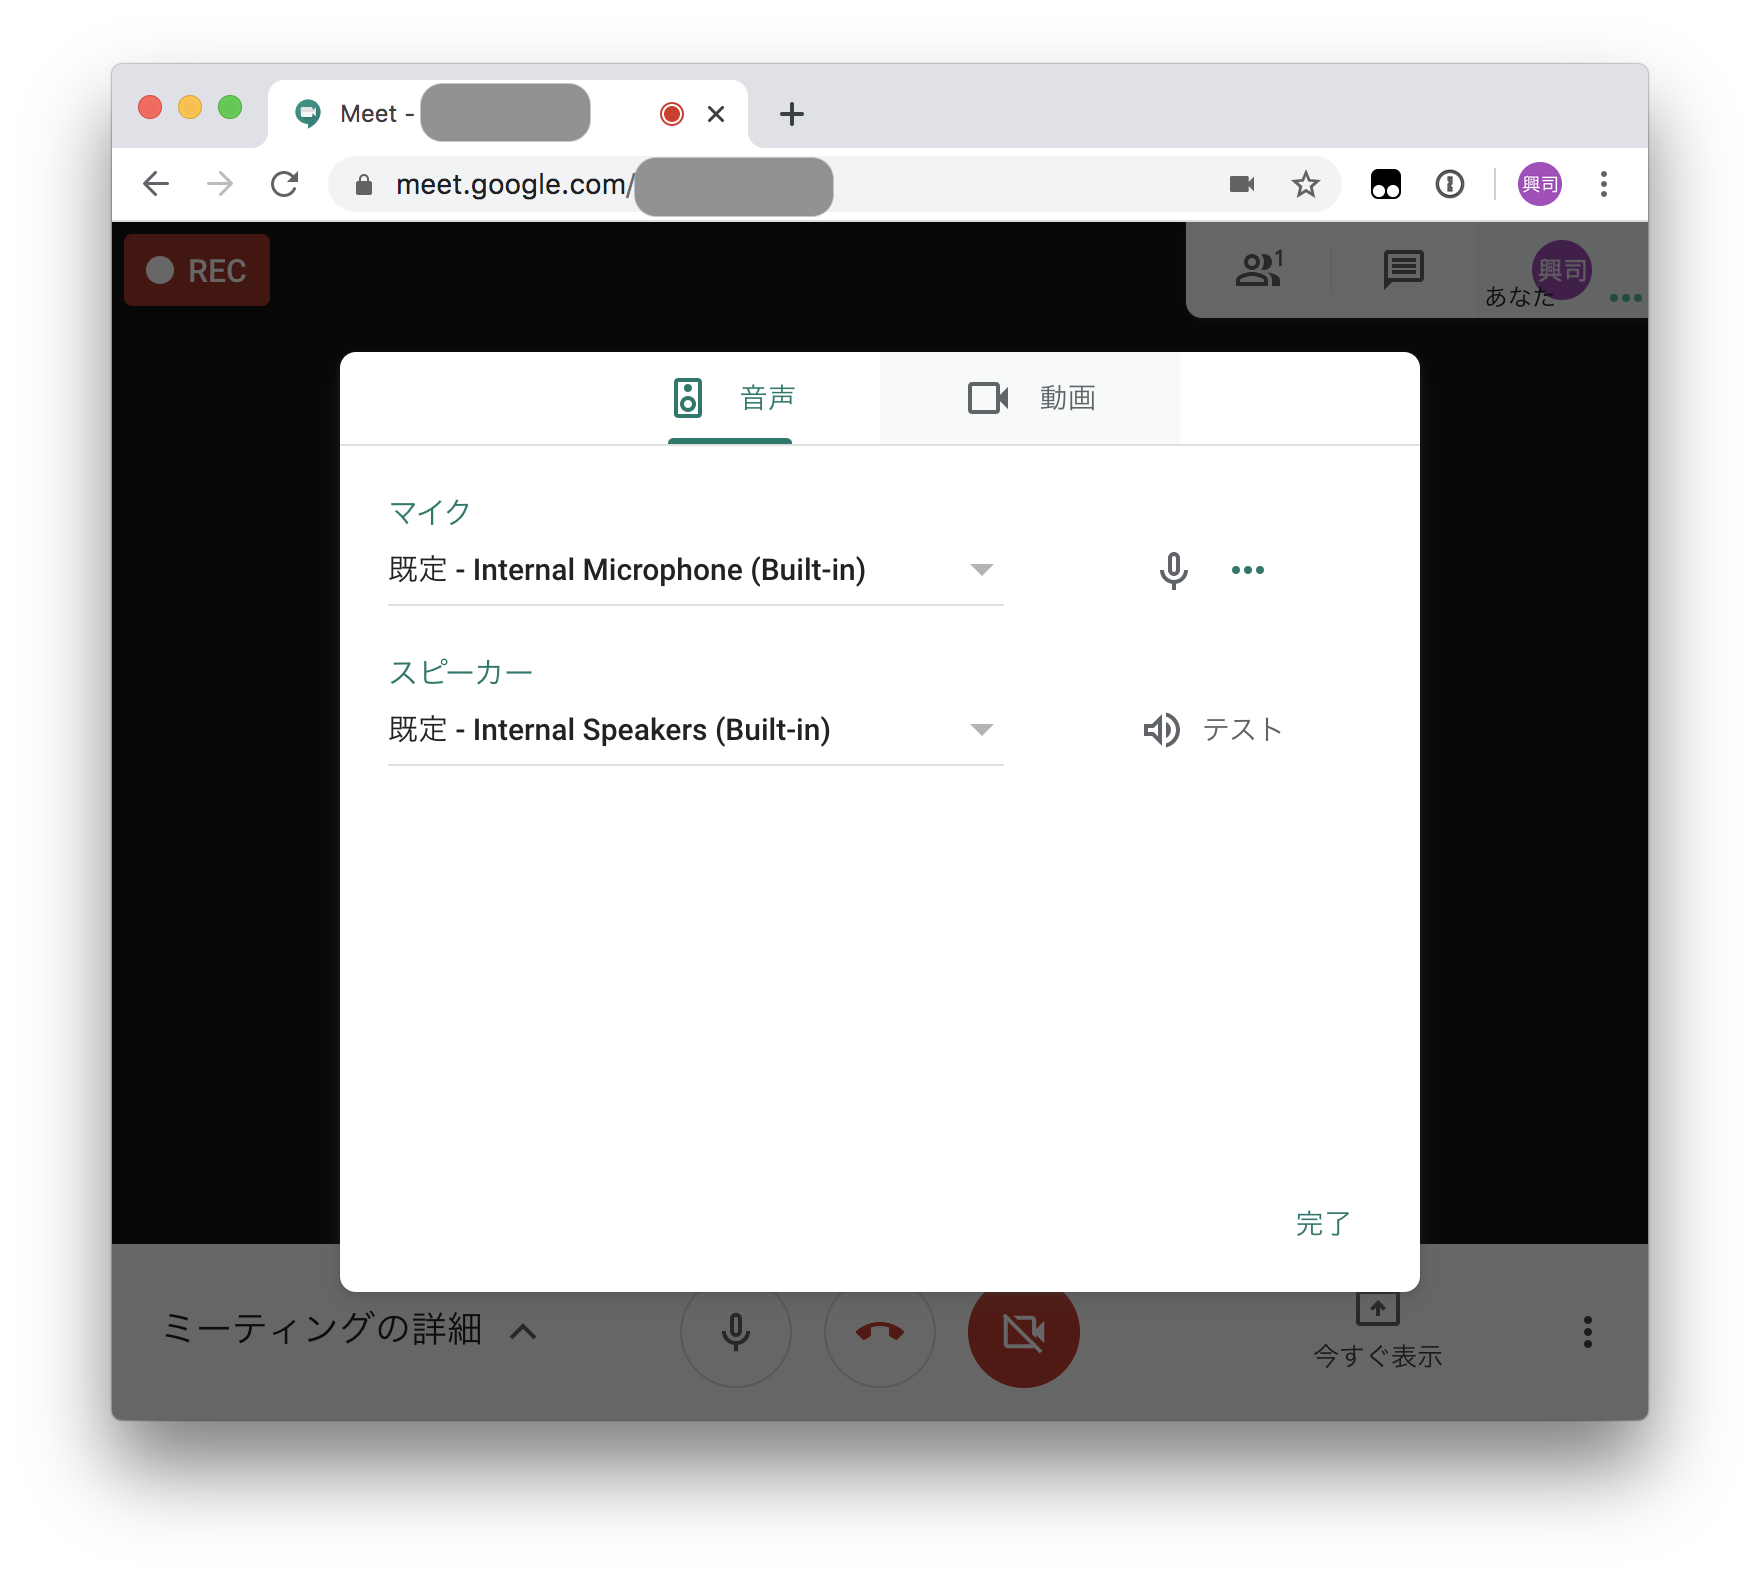 Meet -
meet.google.com/
興司
REC
1
興司
あなた
音声
動画
マイク
既定 - Internal Microphone (Built-in)
スピーカー
既定 - Internal Speakers (Built-in)
テスト
完了
ミーティングの詳細
今すぐ表示